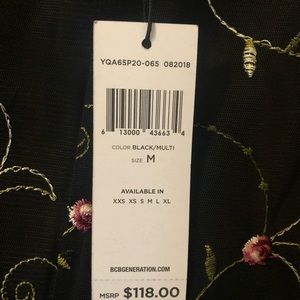 YQA65P20-065 082018
6 13000 43663 4
COLOR BLACK/MULTI
SIZE M
AVAILABLE IN
XXS XS S M L XL
BCBGENERATION.COM
MSRP $118.00